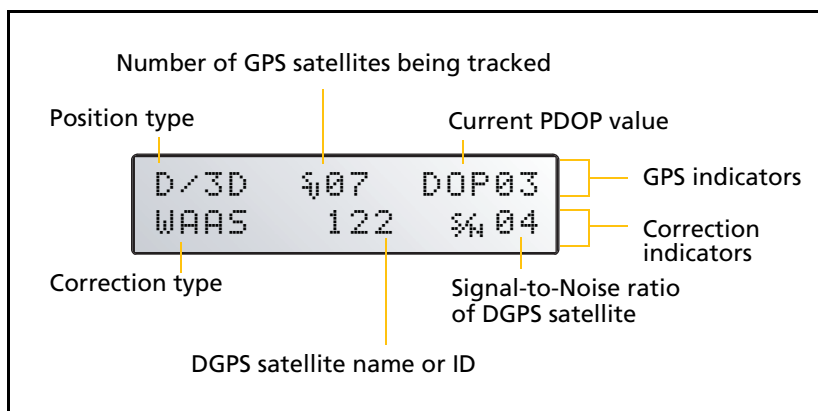 Number of GPS satellites being tracked
Position type
Current PDOP value
D/3D SV07 DOP03
GPS indicators
WAAS 122 S/N 04
Correction
indicators
Correction type
Signal-to-Noise ratio
of DGPS satellite
DGPS satellite name or ID